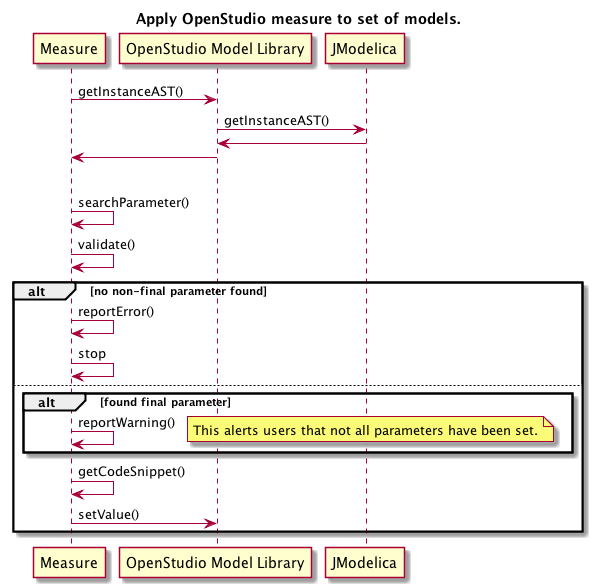 Apply OpenStudio measure to set of models.
Measure OpenStudio Model Library JModelica
getInstanceAST()
getInstanceAST()
searchParameter()
validate()
alt [no non-final parameter found]
reportError()
stop
alt [found final parameter]
reportWarning() This alerts users that not all parameters have been set.
getCodeSnippet()
setValue()
Measure OpenStudio Model Library JModelica